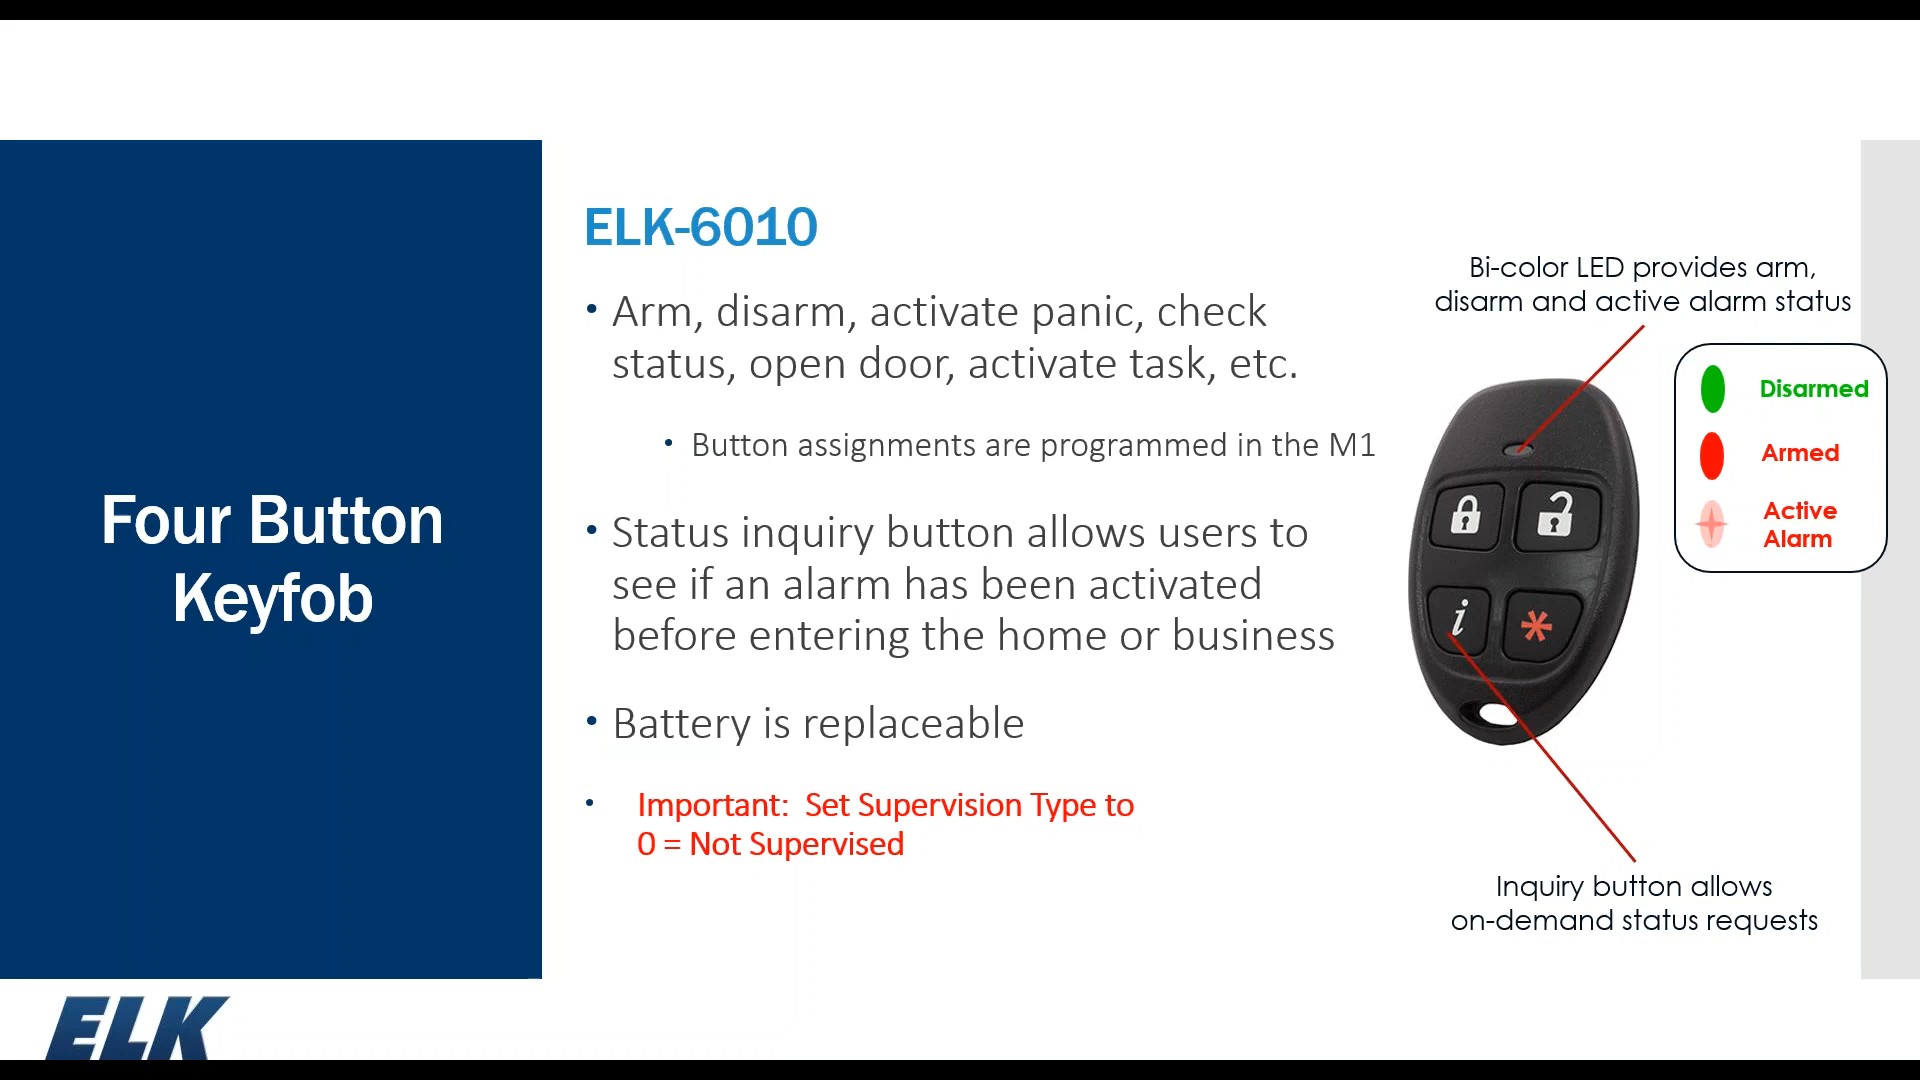 Four Button
Keyfob
ELK-6010
• Arm, disarm, activate panic, check
status, open door, activate task, etc.
• Button assignments are programmed in the M1
• Status inquiry button allows users to
see if an alarm has been activated
before entering the home or business
• Battery is replaceable
• Important: Set Supervision Type to
0 = Not Supervised
Bi-color LED provides arm,
disarm and active alarm status
Disarmed
Armed
Active
Alarm
i
*
Inquiry button allows
on-demand status requests
ELK